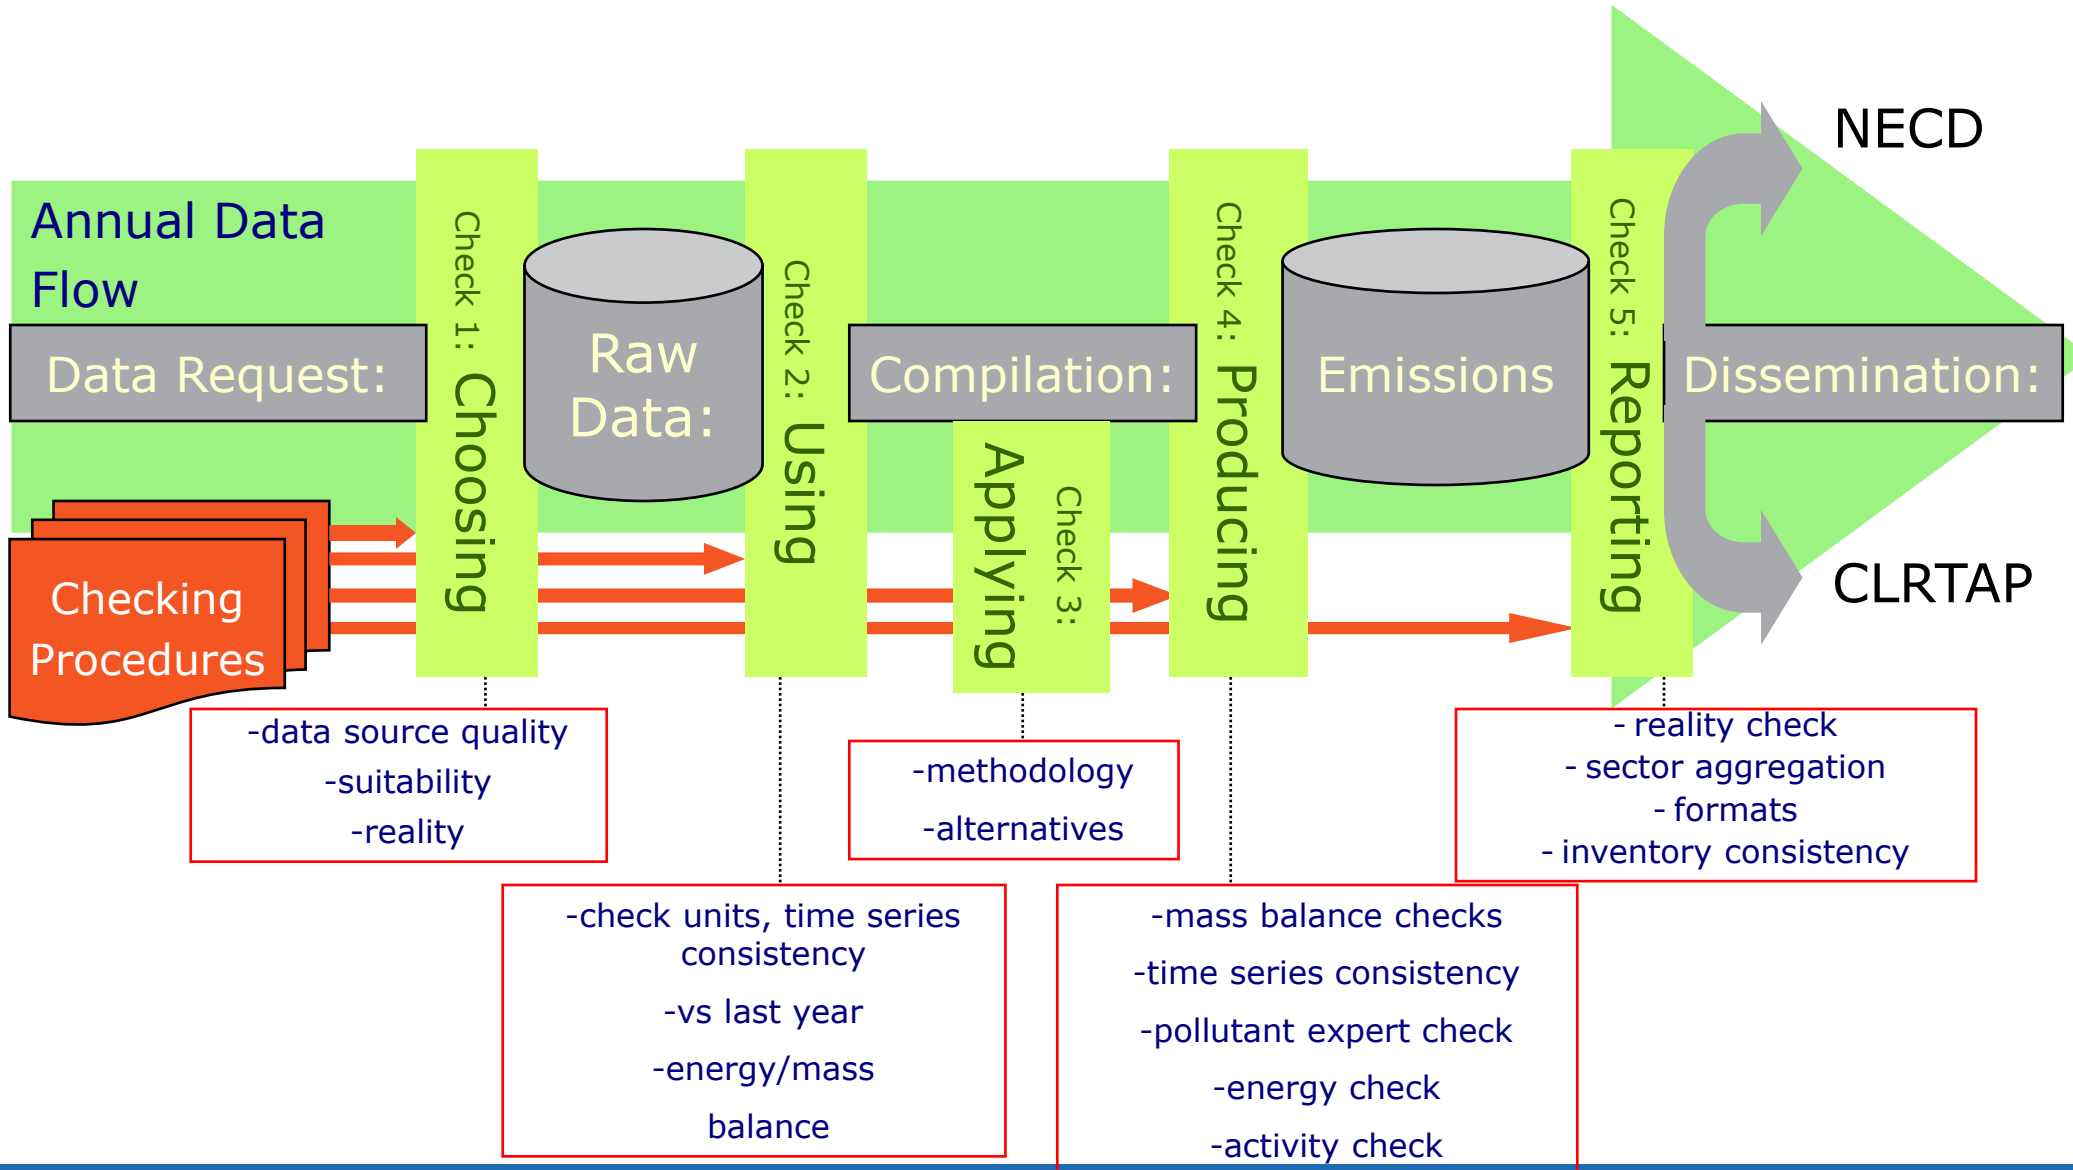 NECD
Annual Data
Flow
Data Request:
Check 1: Choosing
Raw
Data:
Check 2: Using
Compilation:
Check 3:
Applying
Check 4: Producing
Emissions
Check 5: Reporting
Dissemination:
CLRTAP
Checking
Procedures
-data source quality
-suitability
-reality
-check units, time series
consistency
-vs last year
-energy/mass
balance
-methodology
-alternatives
-mass balance checks
-time series consistency
-pollutant expert check
-energy check
-activity check
- reality check
- sector aggregation
- formats
- inventory consistency